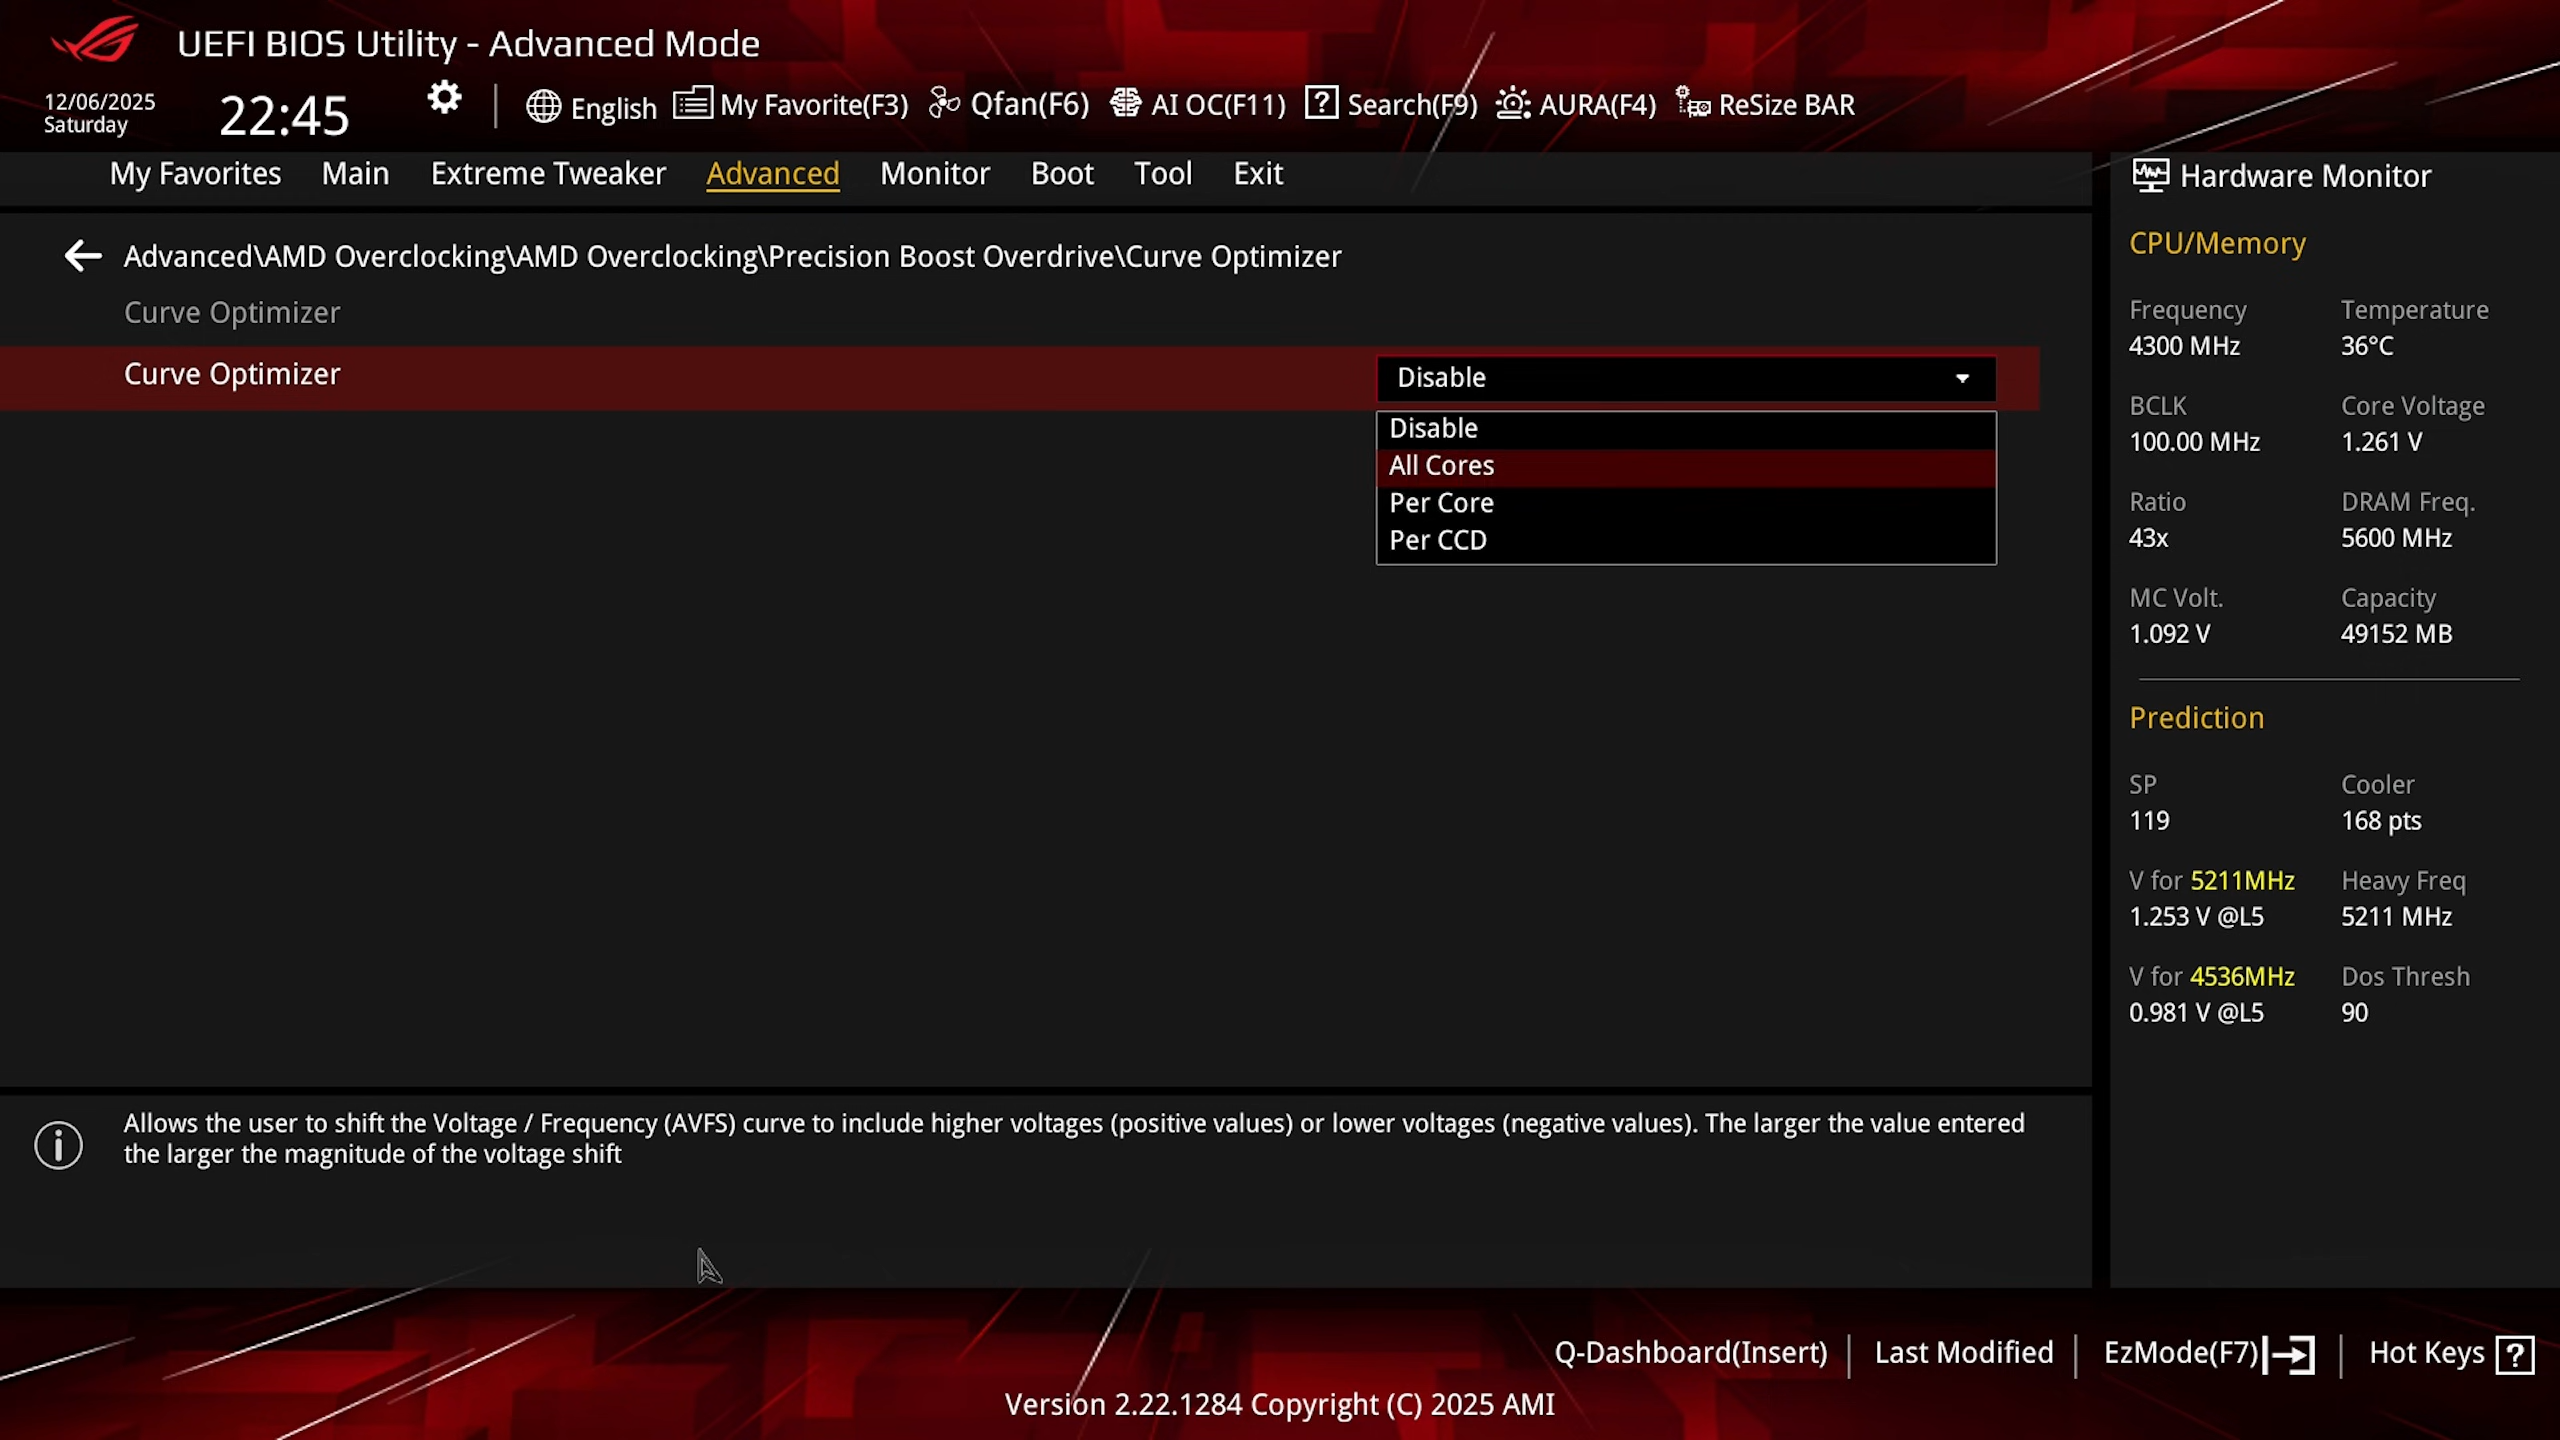 UEFI BIOS Utility - Advanced Mode
12/06/2025
Saturday
22:45
English
My Favorite(F3)
Qfan(F6)
AI OC(F11)
Search(F9)
AURA(F4)
ReSize BAR
My Favorites
Main
Extreme Tweaker
Advanced
Monitor
Boot
Tool
Exit
Advanced\AMD Overclocking\AMD Overclocking\Precision Boost Overdrive\Curve Optimizer
Curve Optimizer
Curve Optimizer
Disable
Disable
All Cores
Per Core
Per CCD
Hardware Monitor
CPU/Memory
Frequency
Temperature
4300 MHz
36°C
BCLK
Core Voltage
100.00 MHz
1.261 V
Ratio
DRAM Freq.
43x
5600 MHz
MC Volt.
Capacity
1.092 V
49152 MB
Prediction
SP
Cooler
119
168 pts
V for 5211MHz
Heavy Freq
1.253 V @L5
5211 MHz
V for 4536MHz
Dos Thresh
0.981 V @L5
90
Allows the user to shift the Voltage / Frequency (AVFS) curve to include higher voltages (positive values) or lower voltages (negative values). The larger the value entered
the larger the magnitude of the voltage shift
Q-Dashboard(Insert)
Last Modified
EzMode(F7)
Hot Keys ?
Version 2.22.1284 Copyright (C) 2025 AMI